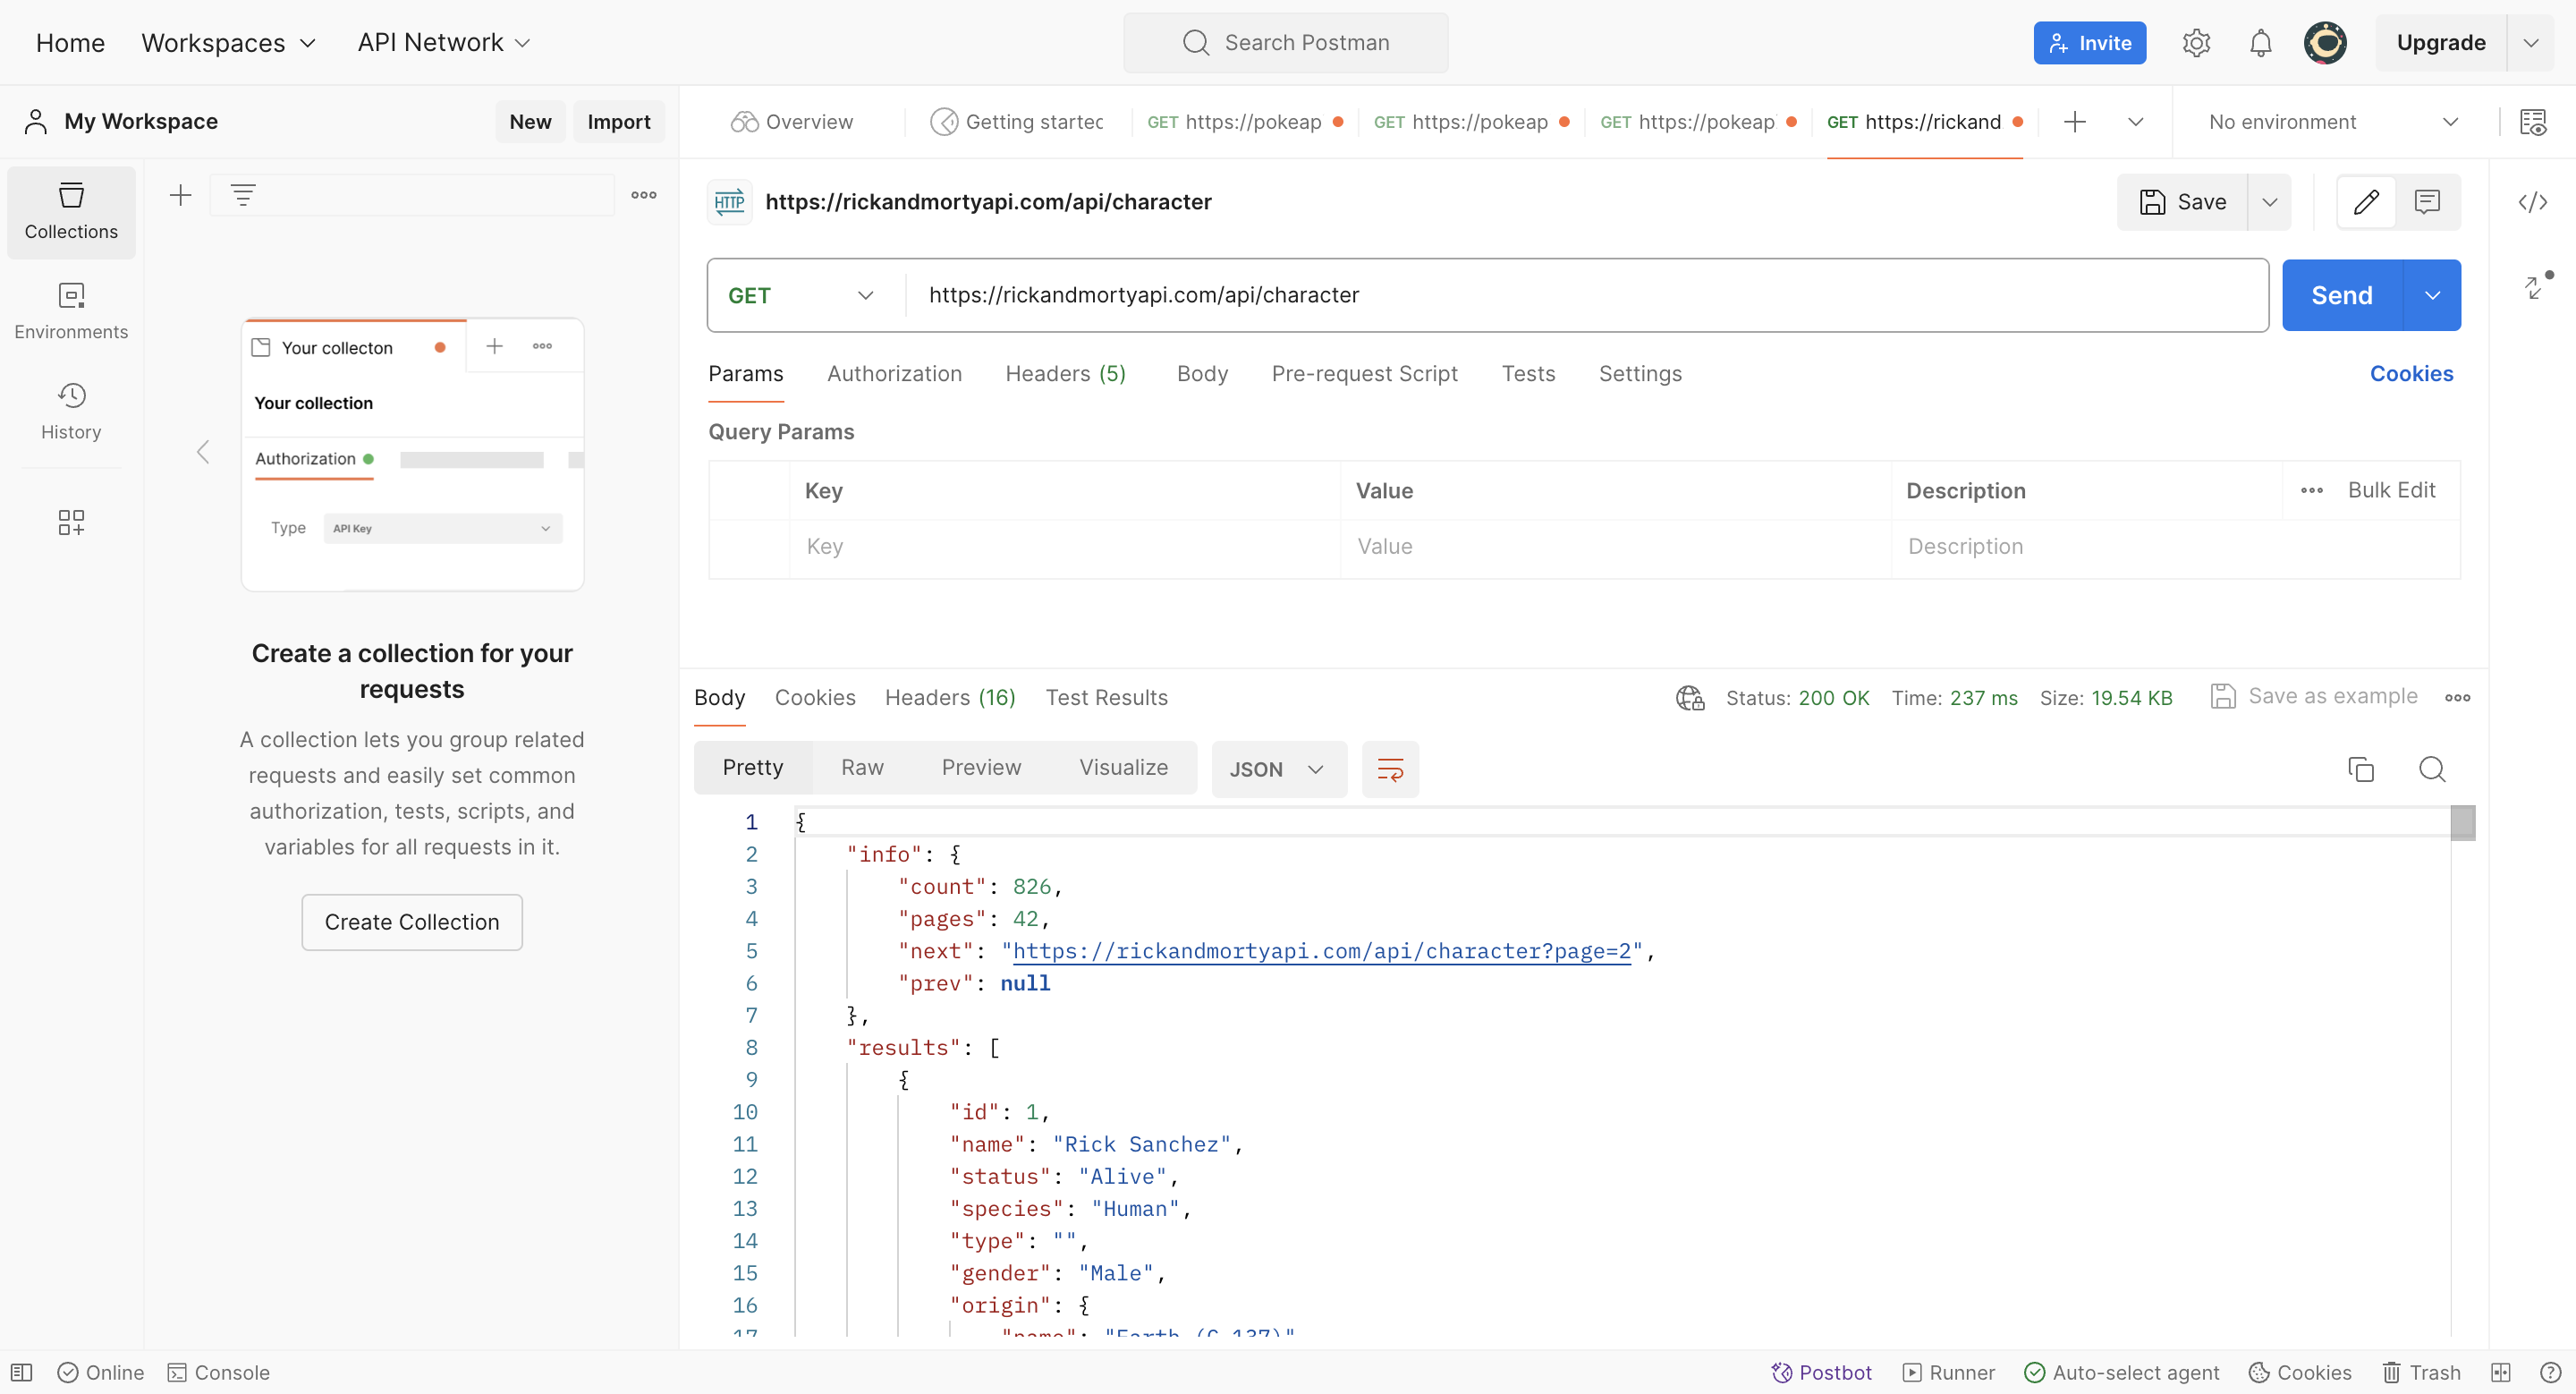 Home Workspaces API Network Search Postman Invite Upgrade
My Workspace New Import
Overview Getting started GET https://pokeap GET https://pokeap GET https://pokeap GET https://rickand No environment
Collections
Environments
History
Your collecton
Your collection
Authorization
Type API Key
Create a collection for your
requests
A collection lets you group related
requests and easily set common
authorization, tests, scripts, and
variables for all requests in it.
Create Collection
HTTP https://rickandmortyapi.com/api/character Save
GET https://rickandmortyapi.com/api/character Send
Params Authorization Headers (5) Body Pre-request Script Tests Settings Cookies
Query Params
Key Value Description Bulk Edit
Key Value Description
Body Cookies Headers (16) Test Results Status: 200 OK Time: 237 ms Size: 19.54 KB Save as example
Pretty Raw Preview Visualize JSON
1 {
2 "info": {
3 "count": 826,
4 "pages": 42,
5 "next": "https://rickandmortyapi.com/api/character?page=2",
6 "prev": null
7 },
8 "results": [
9 {
10 "id": 1,
11 "name": "Rick Sanchez",
12 "status": "Alive",
13 "species": "Human",
14 "type": "",
15 "gender": "Male",
16 "origin": {
17 "name": "Earth (C-137)"
Online Console Postbot Runner Auto-select agent Cookies Trash